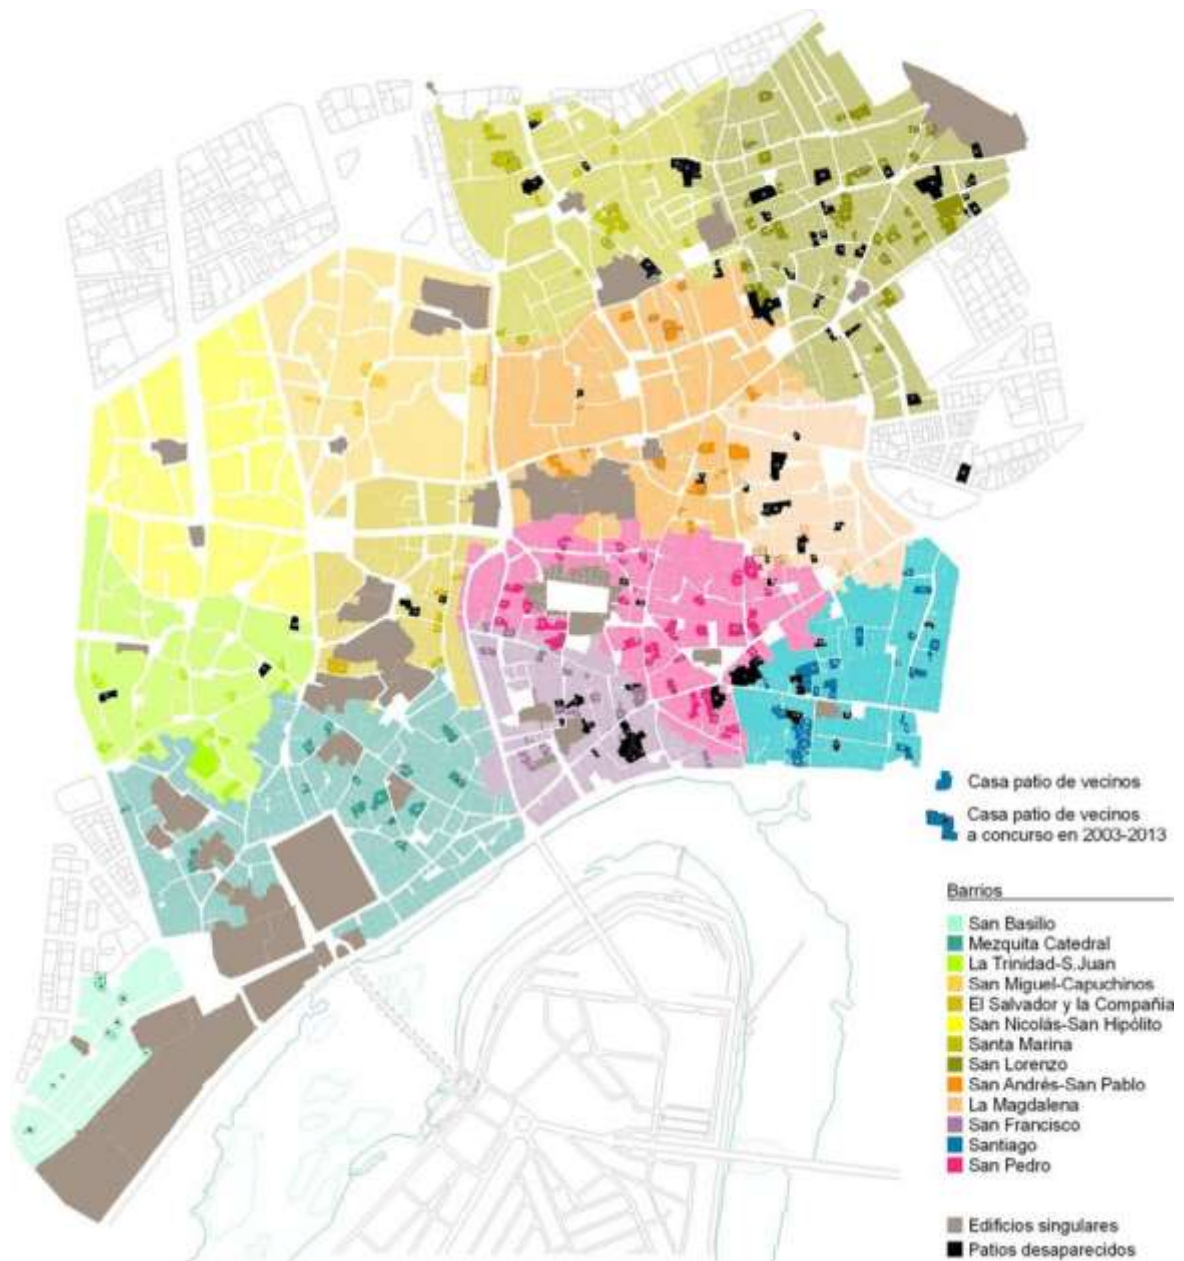 Casa patio de vecinos
Casa patio de vecinos
a concurso en 2003-2013
Barrios
San Basilio
Mezquita Catedral
La Trinidad-S.Juan
San Miguel-Capuchinos
El Salvador y la Compañia
San Nicolás-San Hipólito
Santa Marina
San Lorenzo
San Andrés-San Pablo
La Magdalena
San Francisco
Santiago
San Pedro
Edificios singulares
Patios desaparecidos